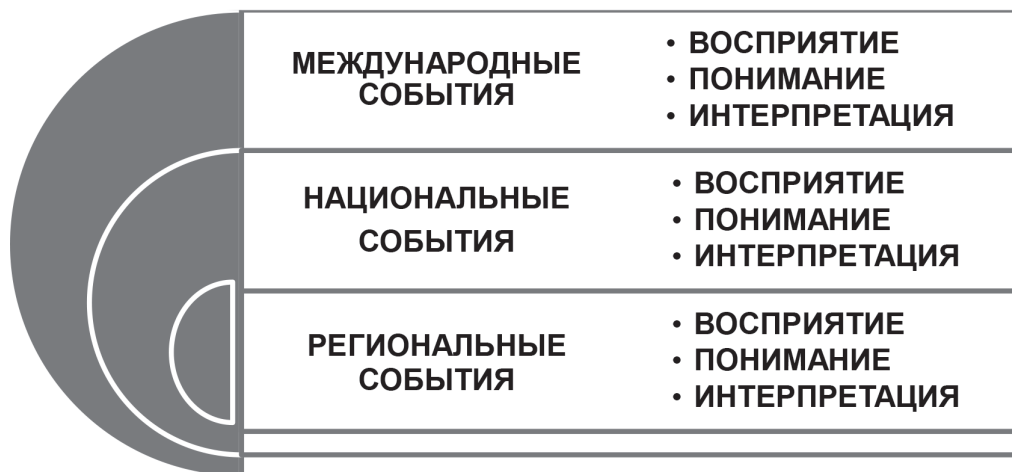 МЕЖДУНАРОДНЫЕ
СОБЫТИЯ
• ВОСПРИЯТИЕ
• ПОНИМАНИЕ
• ИНТЕРПРЕТАЦИЯ
НАЦИОНАЛЬНЫЕ
СОБЫТИЯ
• ВОСПРИЯТИЕ
• ПОНИМАНИЕ
• ИНТЕРПРЕТАЦИЯ
РЕГИОНАЛЬНЫЕ
СОБЫТИЯ
• ВОСПРИЯТИЕ
• ПОНИМАНИЕ
• ИНТЕРПРЕТАЦИЯ